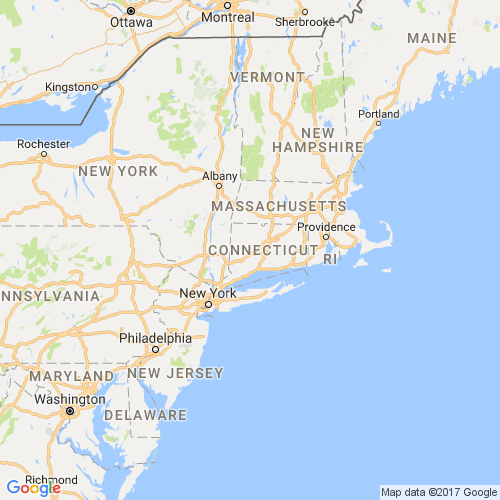 Ottawa
Montreal
Sherbrooke
MAINE
Kingston
VERMONT
Portland
Rochester
NEW
HAMPSHIRE
NEW YORK
Albany
MASSACHUSETTS
Providence
CONNECTICUT
RI
NNSYLVANIA
New York
Philadelphia
MARYLAND
NEW JERSEY
Washington
DELAWARE
Richmond
Google
Map data ©2017 Google